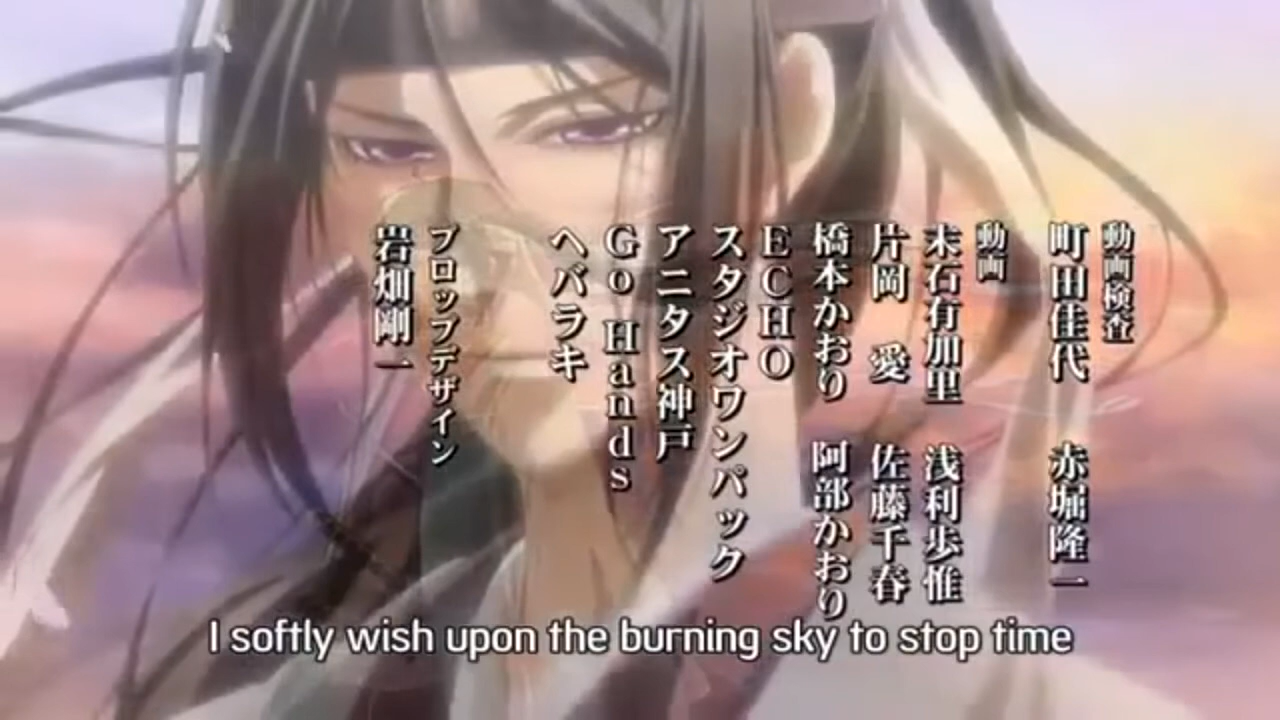 動画検査
町田佳代　赤堀隆一
動画
末石有加里　浅利歩惟
片岡　愛　佐藤千春
橋本かおり　阿部かおり
ECHO
スタジオワンパック
アニタス神戸
Go Hands
ヘバラキ
プロップデザイン
岩畑剛一
I softly wish upon the burning sky to stop time